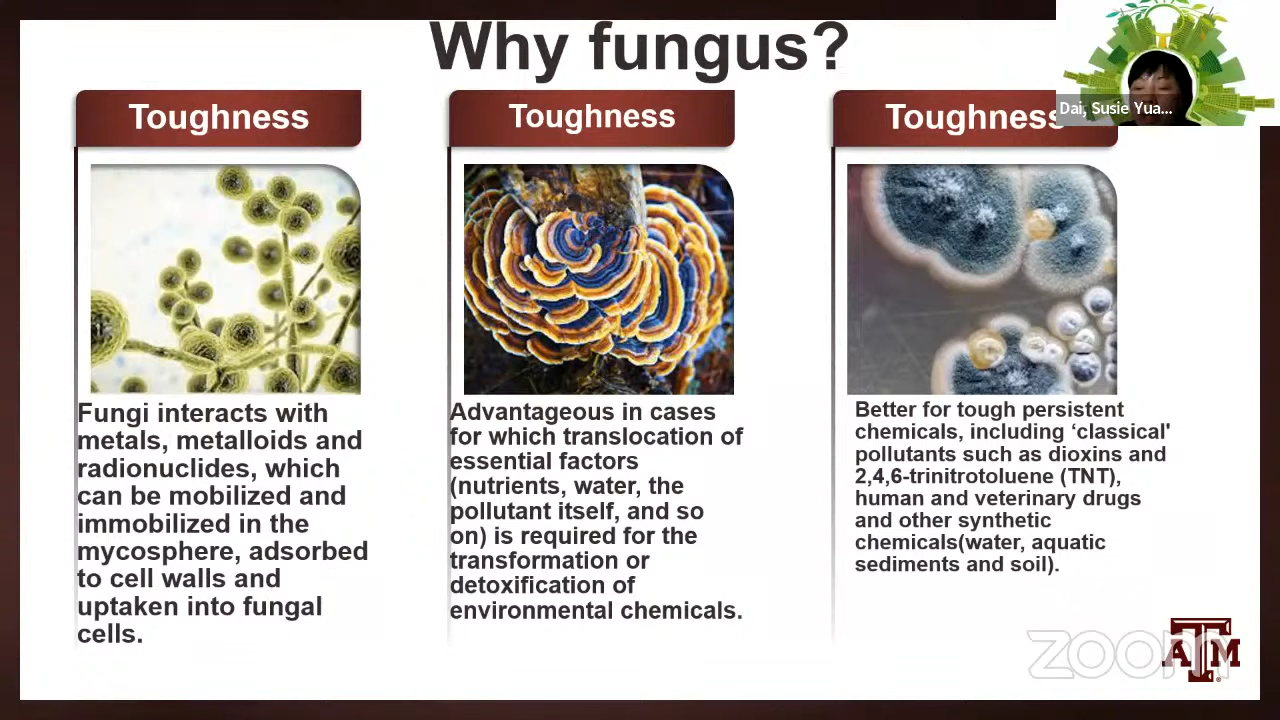 Why fungus?
Toughness
Fungi interacts with
metals, metalloids and
radionuclides, which
can be mobilized and
immobilized in the
mycosphere, adsorbed
to cell walls and
uptaken into fungal
cells.
Toughness
Advantageous in cases
for which translocation of
essential factors
(nutrients, water, the
pollutant itself, and so
on) is required for the
transformation or
detoxification of
environmental chemicals.
Toughness
Better for tough persistent
chemicals, including ‘classical'
pollutants such as dioxins and
2,4,6-trinitrotoluene (TNT),
human and veterinary drugs
and other synthetic
chemicals(water, aquatic
sediments and soil).
Dai, Susie Yua...
zoom
ATM